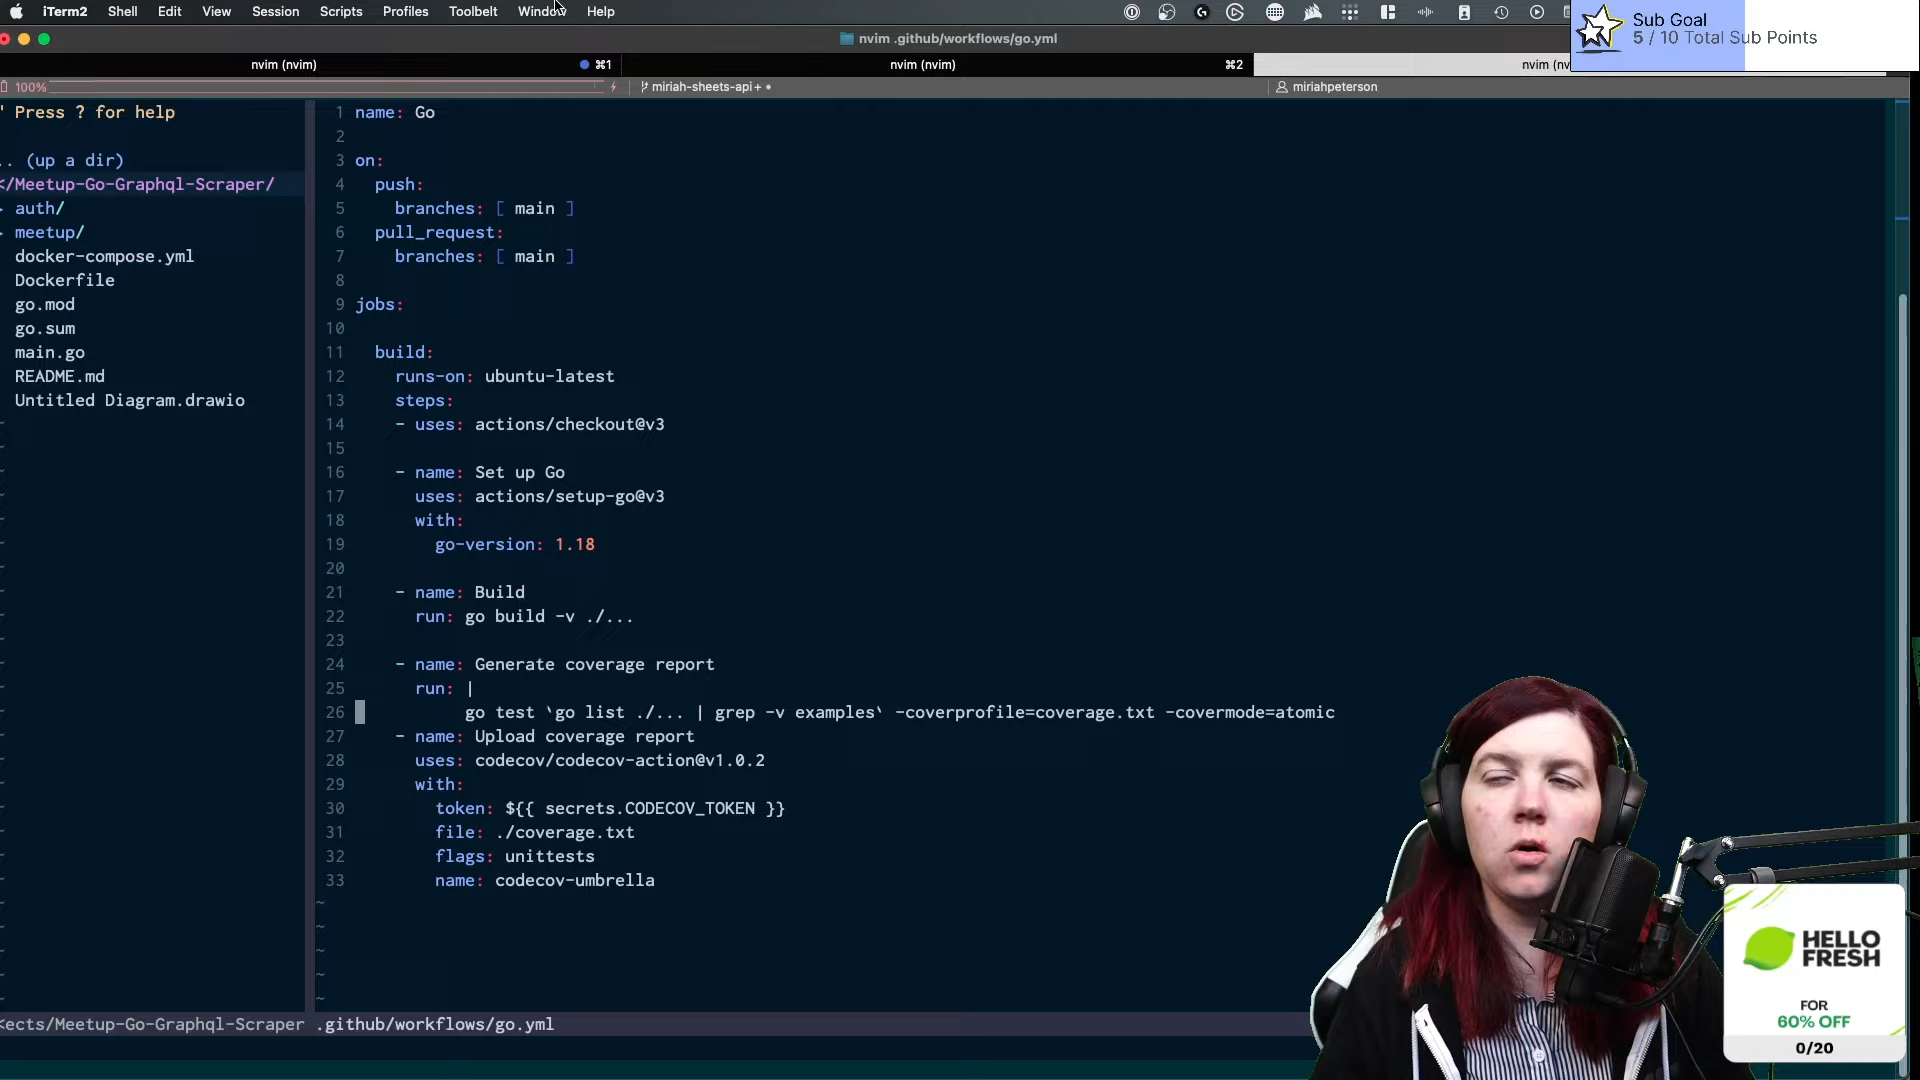 iTerm2 Shell Edit View Session Scripts Profiles Toolbelt Window Help
Sub Goal
5 / 10 Total Sub Points
nvim .github/workflows/go.yml
nvim (nvim) ⌘1 nvim (nvim) ⌘2 nvim (nv
100% miriah-sheets-api+ • miriahpeterson
" Press ? for help
.. (up a dir)
</Meetup-Go-Graphql-Scraper/
auth/
meetup/
docker-compose.yml
Dockerfile
go.mod
go.sum
main.go
README.md
Untitled Diagram.drawio
1 name: Go
2
3 on:
4 push:
5 branches: [ main ]
6 pull_request:
7 branches: [ main ]
8
9 jobs:
10
11 build:
12 runs-on: ubuntu-latest
13 steps:
14 - uses: actions/checkout@v3
15
16 - name: Set up Go
17 uses: actions/setup-go@v3
18 with:
19 go-version: 1.18
20
21 - name: Build
22 run: go build -v ./...
23
24 - name: Generate coverage report
25 run: |
26 go test `go list ./... | grep -v examples` -coverprofile=coverage.txt -covermode=atomic
27 - name: Upload coverage report
28 uses: codecov/codecov-action@v1.0.2
29 with:
30 token: ${{ secrets.CODECOV_TOKEN }}
31 file: ./coverage.txt
32 flags: unittests
33 name: codecov-umbrella
<ects/Meetup-Go-Graphql-Scraper .github/workflows/go.yml
HELLO
FRESH
FOR
60% OFF
0/20